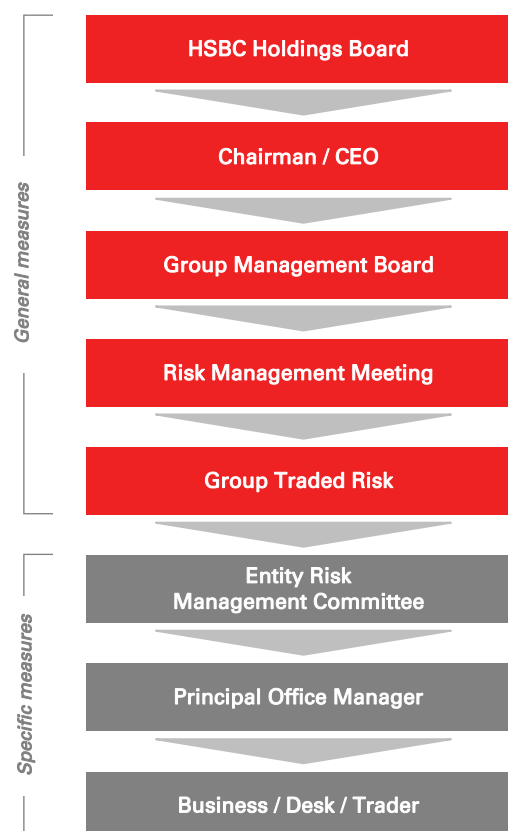 HSBC Holdings Board
Chairman / CEO
Group Management Board
Risk Management Meeting
Group Traded Risk
General measures
Entity Risk
Management Committee
Principal Office Manager
Business / Desk / Trader
Specific measures